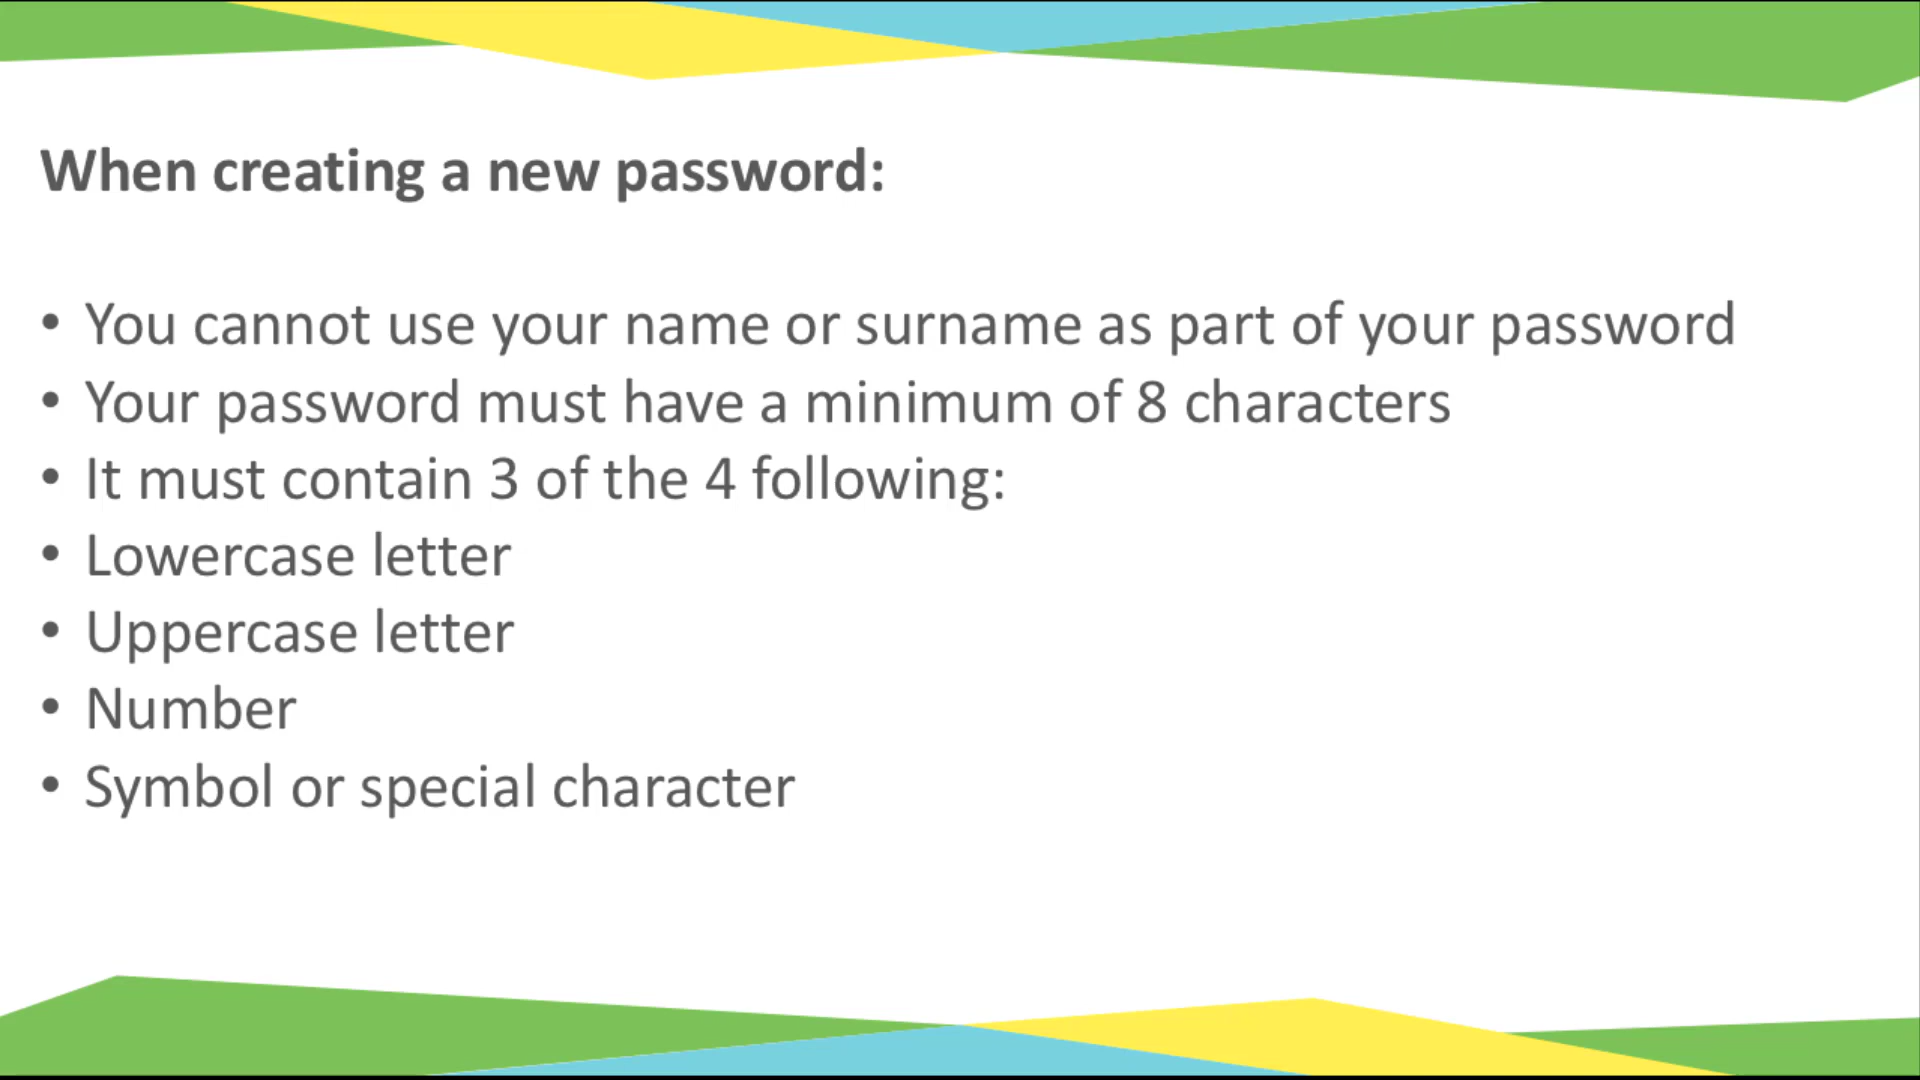 When creating a new password:
• You cannot use your name or surname as part of your password
• Your password must have a minimum of 8 characters
• It must contain 3 of the 4 following:
• Lowercase letter
• Uppercase letter
• Number
• Symbol or special character